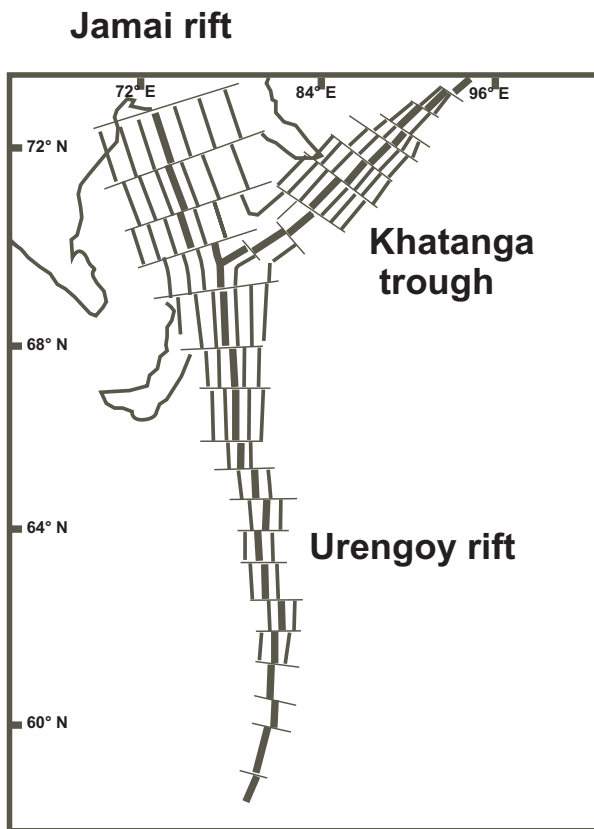 Jamai rift
72° E
84° E
96° E
72° N
Khatanga
trough
68° N
64° N
Urengoy rift
60° N